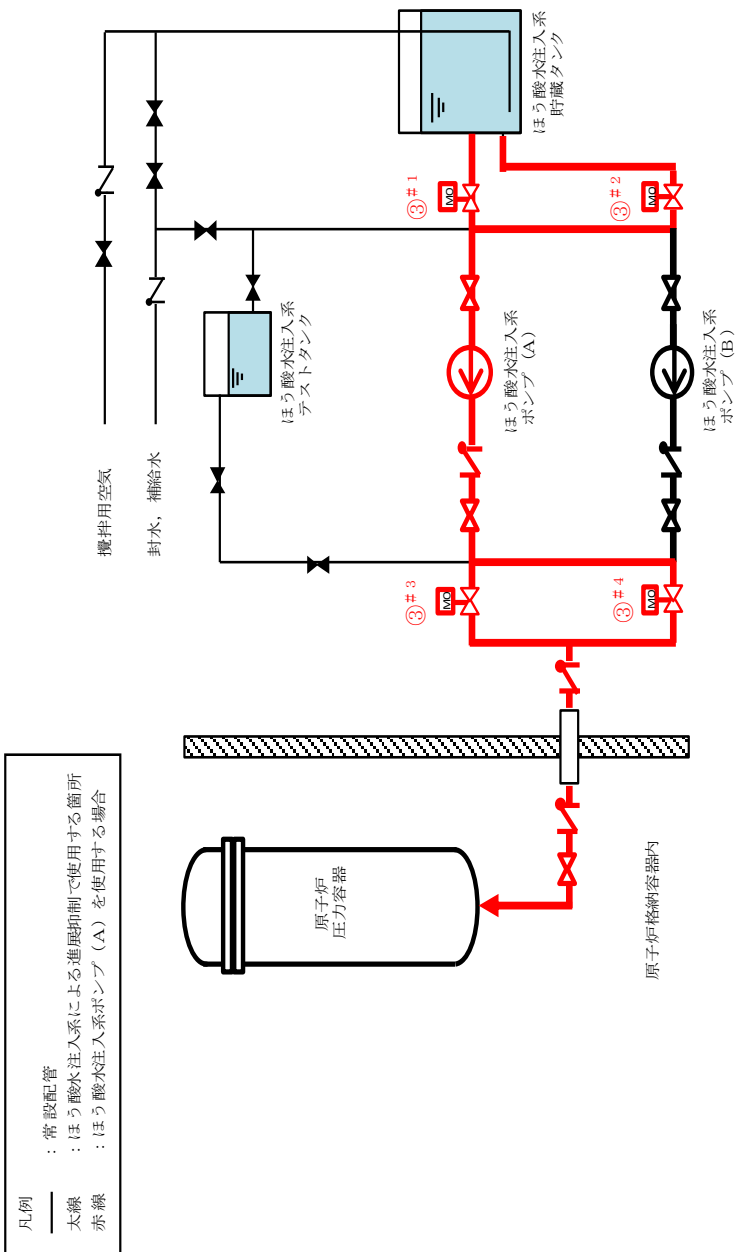 凡例
：常設配管
太線：ほう酸水注入系による進展抑制で使用する箇所
赤線：ほう酸水注入系ポンプ（A）を使用する場合
攪拌用空気
封水，補給水
ほう酸水注入系
テストタンク
ほう酸水注入系
貯蔵タンク
③＃1
MO
③＃2
MO
ほう酸水注入系
ポンプ（A）
ほう酸水注入系
ポンプ（B）
③＃3
MO
③＃4
MO
原子炉
圧力容器
原子炉格納容器内